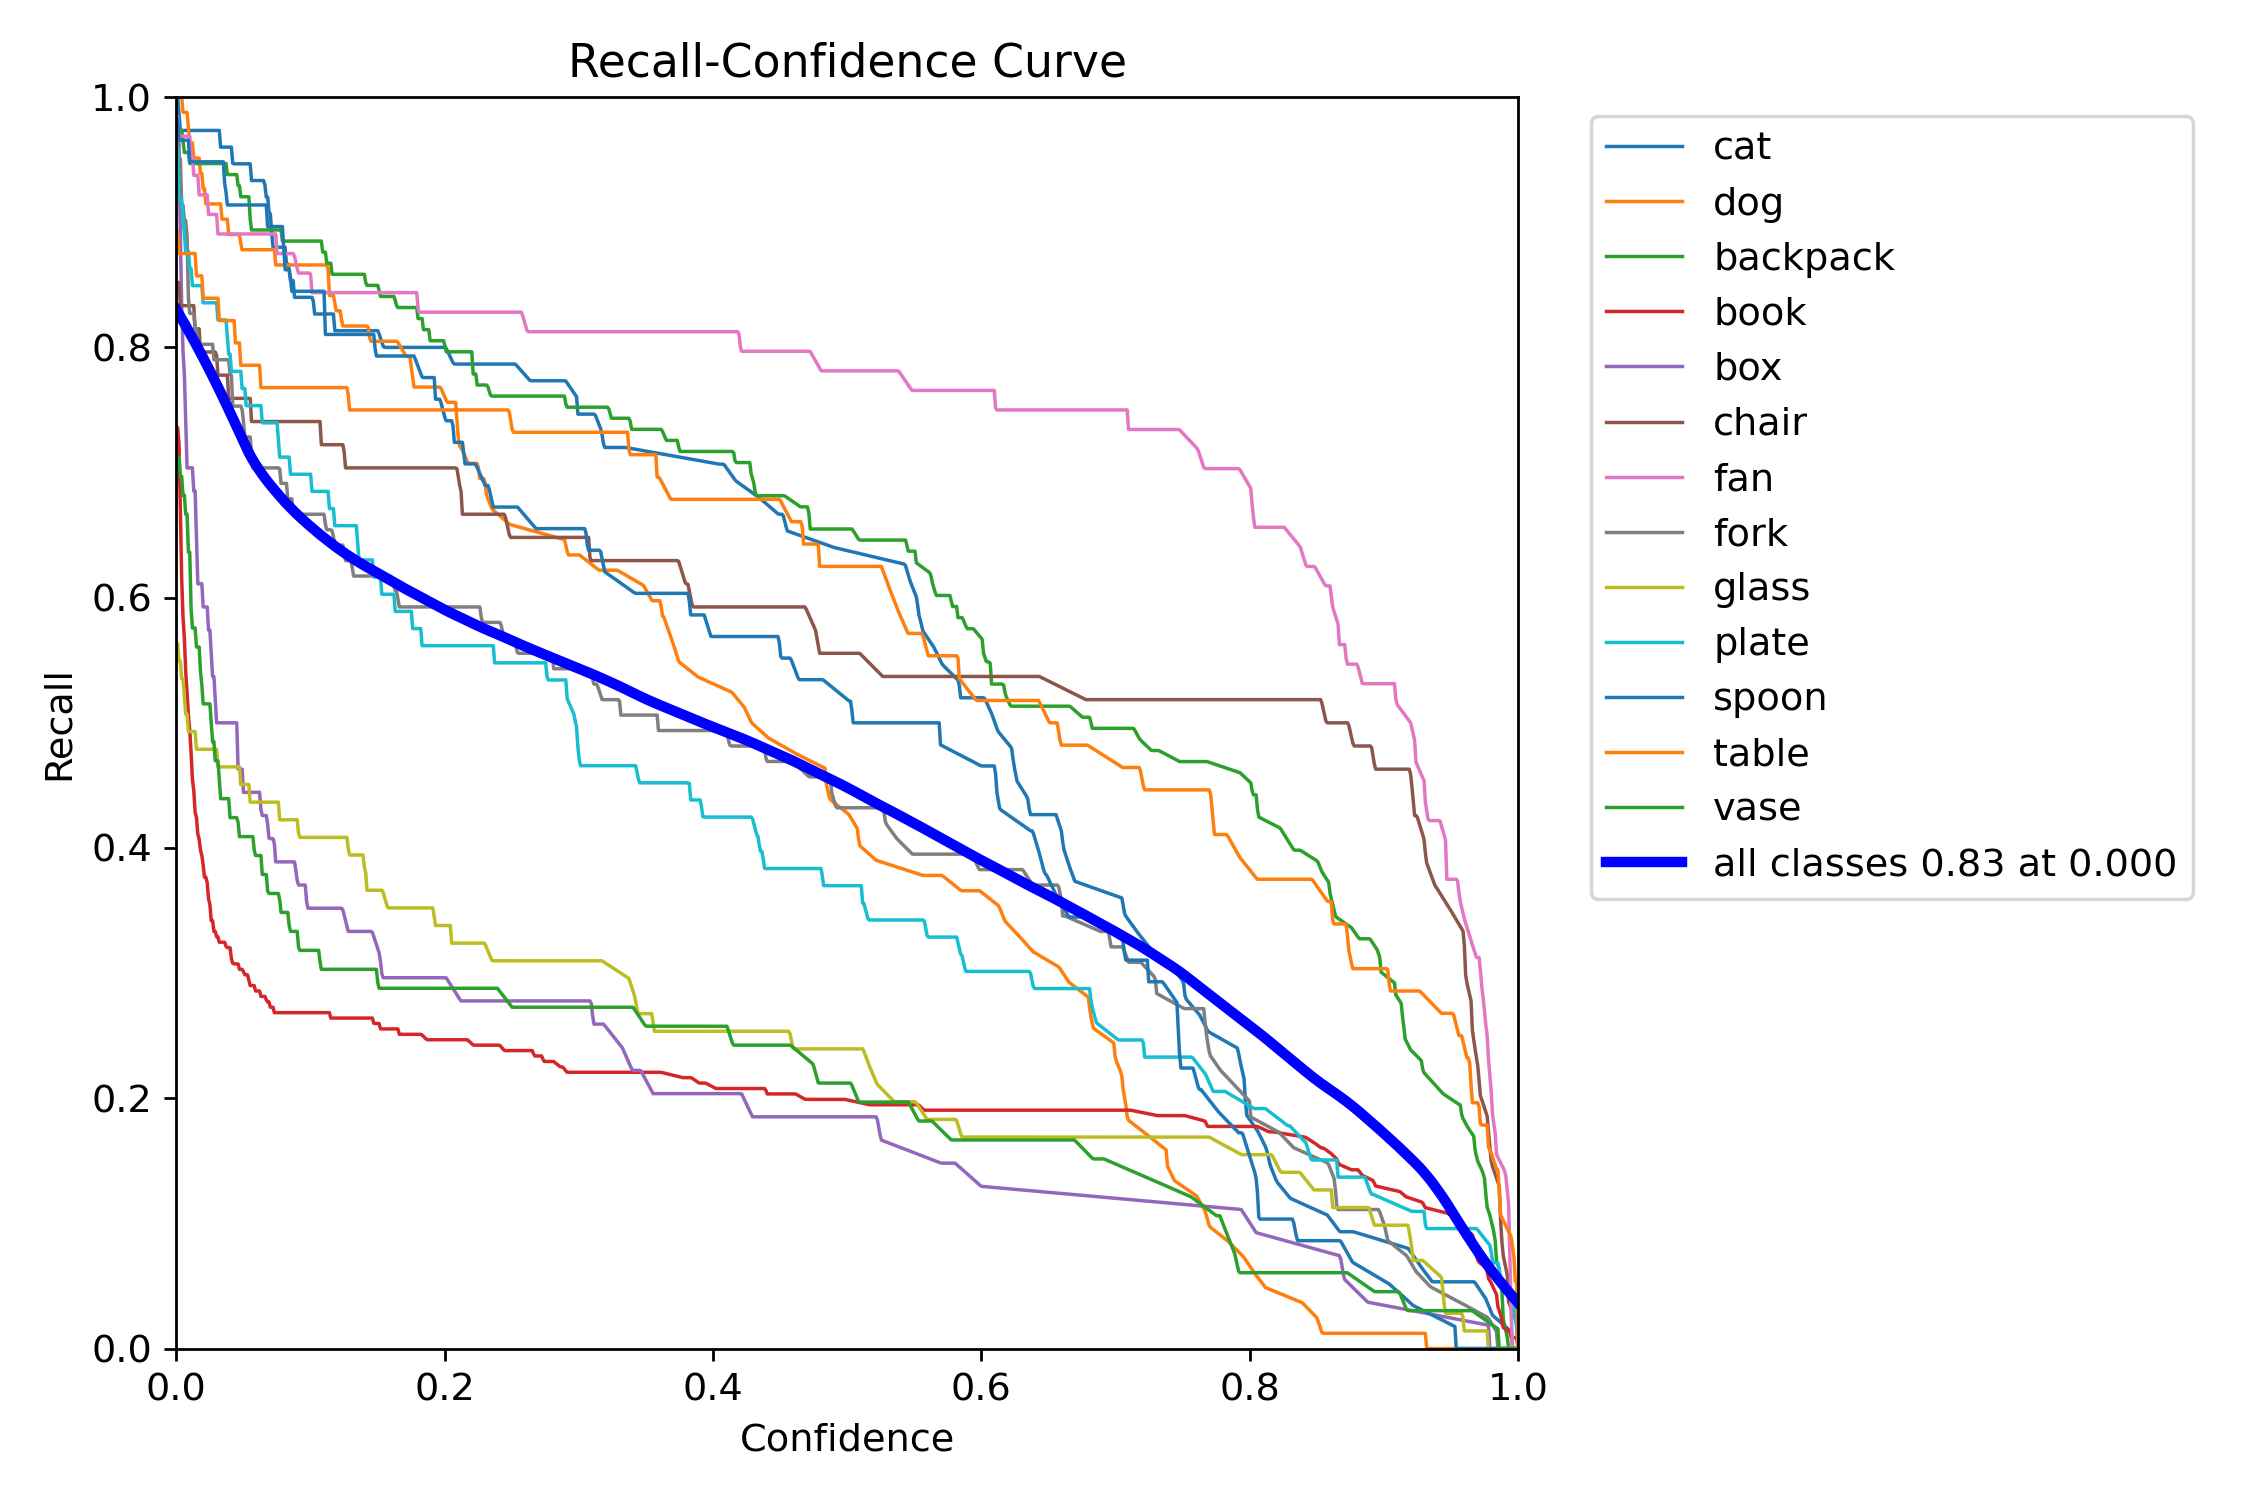 Recall-Confidence Curve
1.0
0.8
0.6
0.4
0.2
0.0
Recall
0.0 0.2 0.4 0.6 0.8 1.0
Confidence
cat
dog
backpack
book
box
chair
fan
fork
glass
plate
spoon
table
vase
all classes 0.83 at 0.000